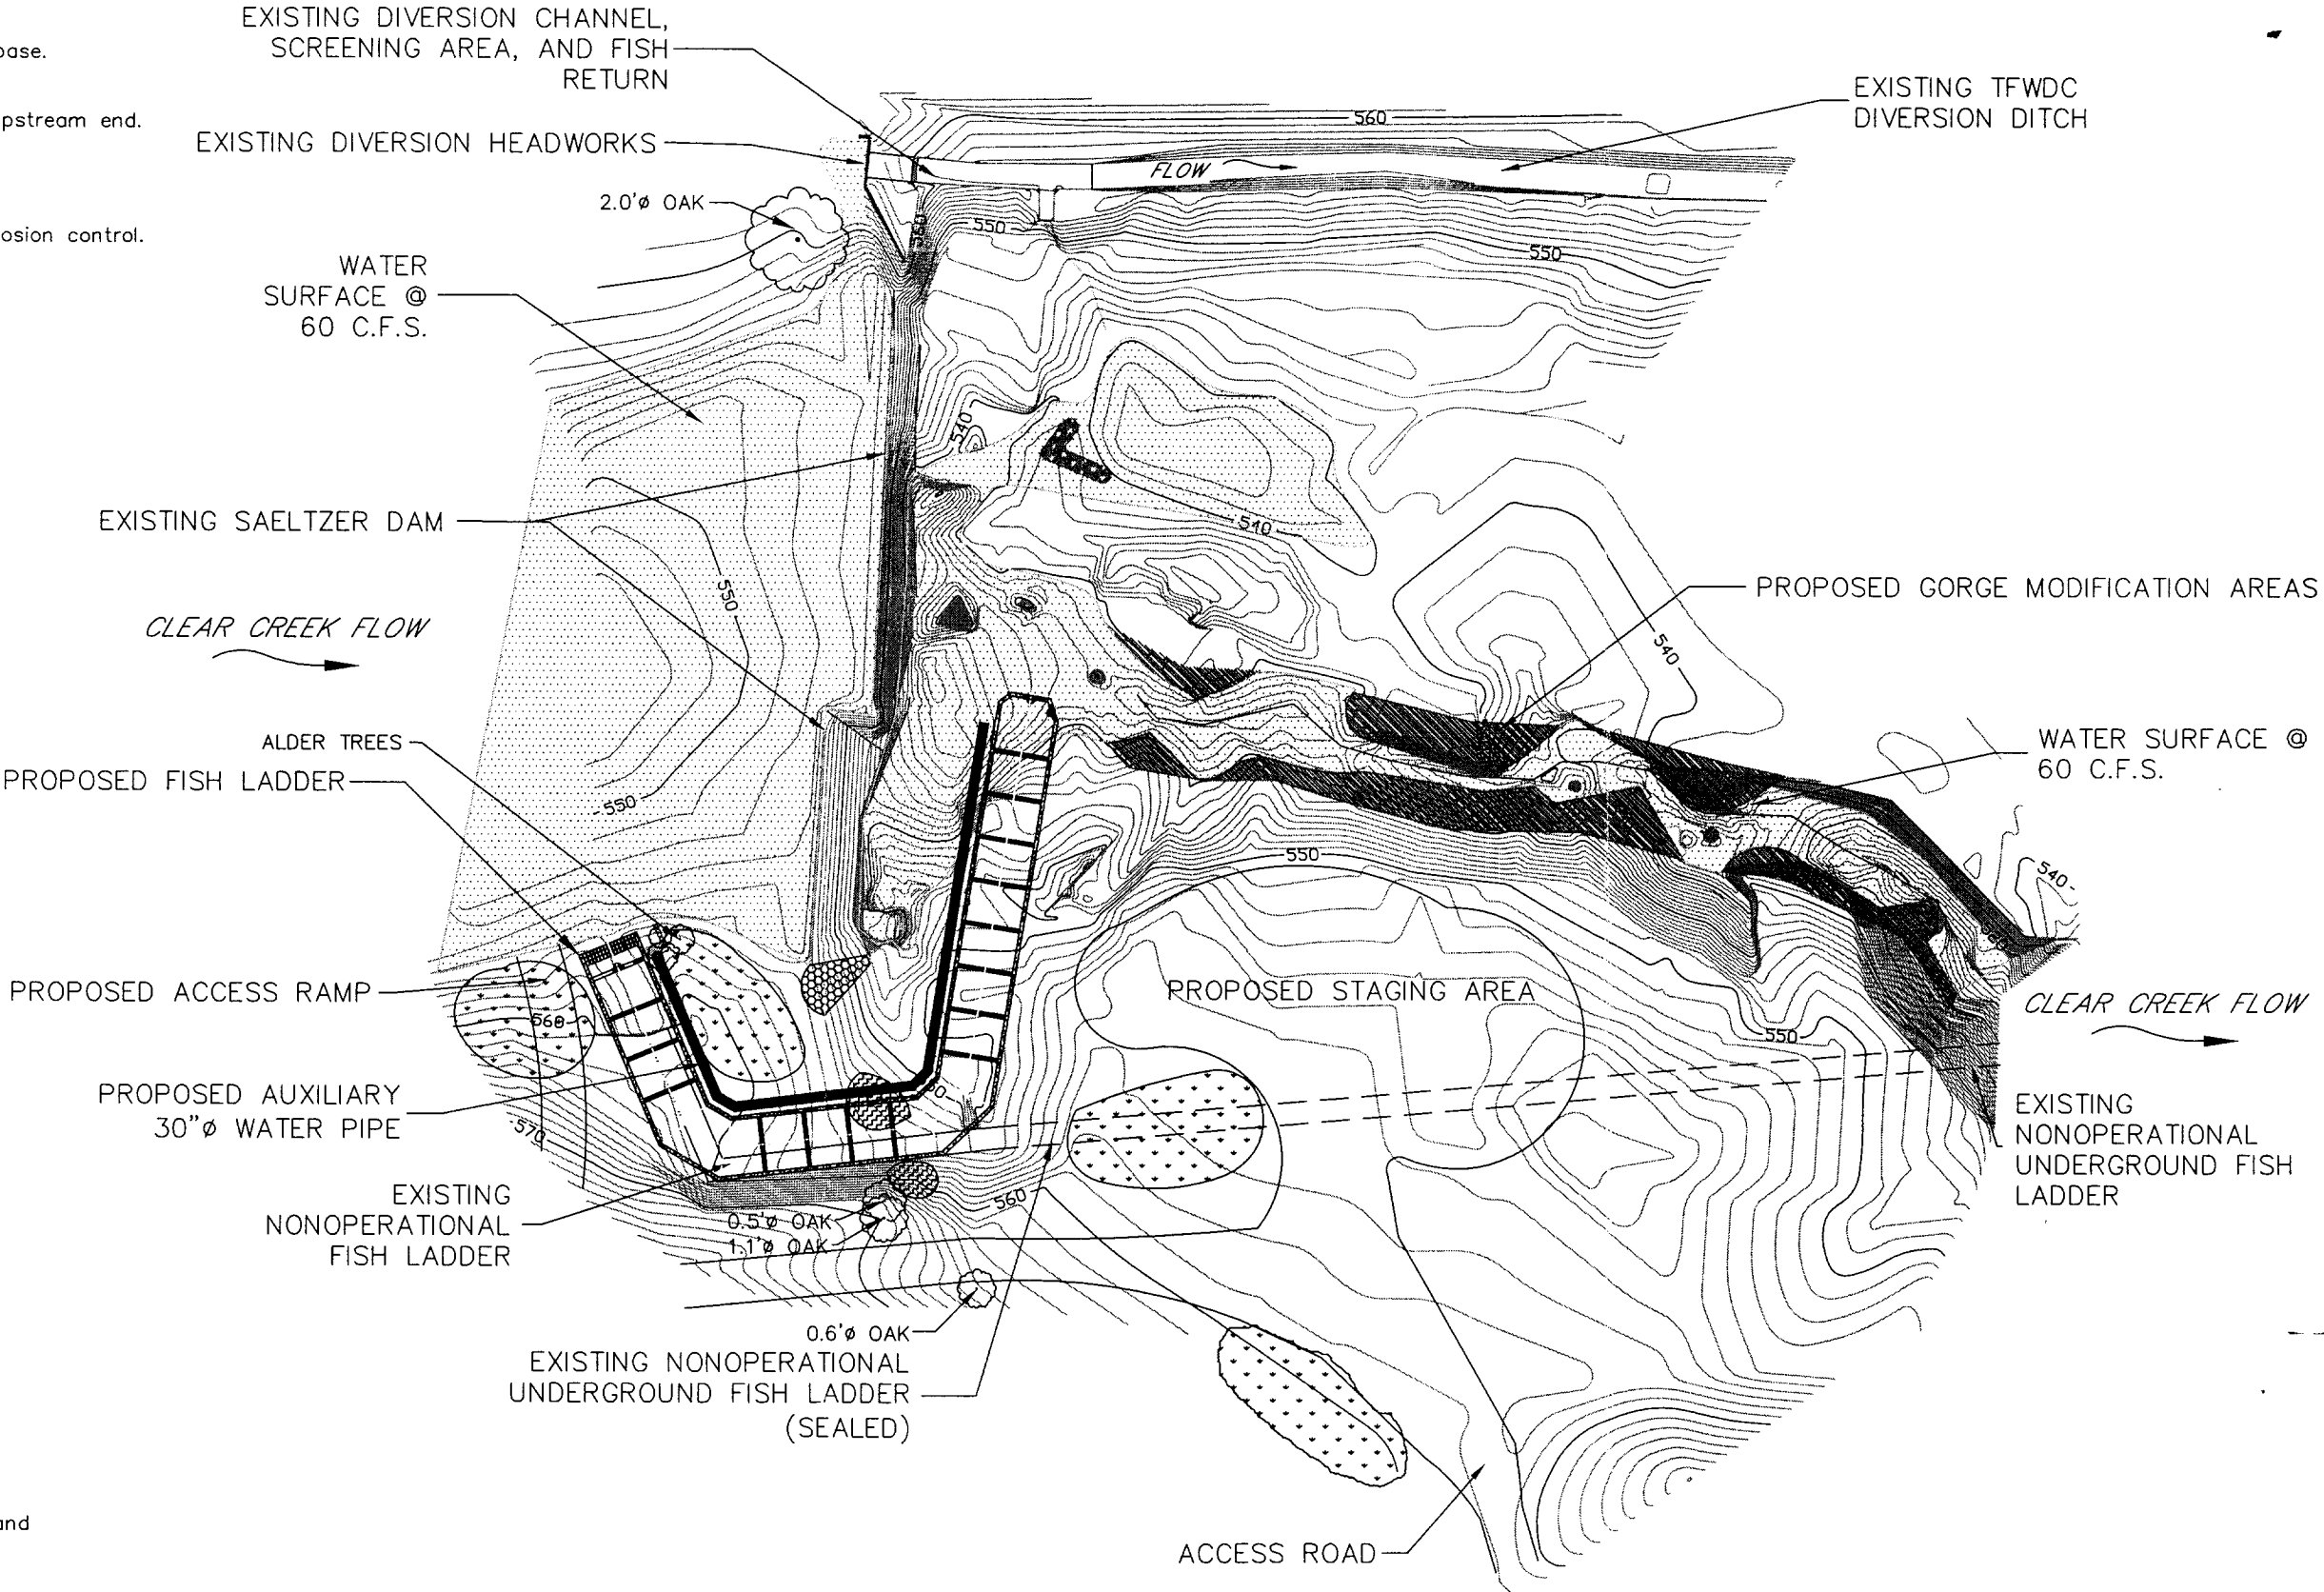 EXISTING DIVERSION CHANNEL,
SCREENING AREA, AND FISH
RETURN
EXISTING DIVERSION HEADWORKS
2.0'ø OAK
WATER
SURFACE @
60 C.F.S.
EXISTING SAELTZER DAM
CLEAR CREEK FLOW
ALDER TREES
PROPOSED FISH LADDER
PROPOSED ACCESS RAMP
PROPOSED AUXILIARY
30"ø WATER PIPE
EXISTING
NONOPERATIONAL
FISH LADDER
0.5'ø OAK
1.1'ø OAK
0.6'ø OAK
EXISTING NONOPERATIONAL
UNDERGROUND FISH LADDER
(SEALED)
ACCESS ROAD
PROPOSED STAGING AREA
EXISTING TFWDC
DIVERSION DITCH
FLOW
PROPOSED GORGE MODIFICATION AREAS
WATER SURFACE @
60 C.F.S.
CLEAR CREEK FLOW
EXISTING
NONOPERATIONAL
UNDERGROUND FISH
LADDER
560
560
550
550
540
540
540
540
550
550
550
550
560
570
560
pstream end.
osion control.